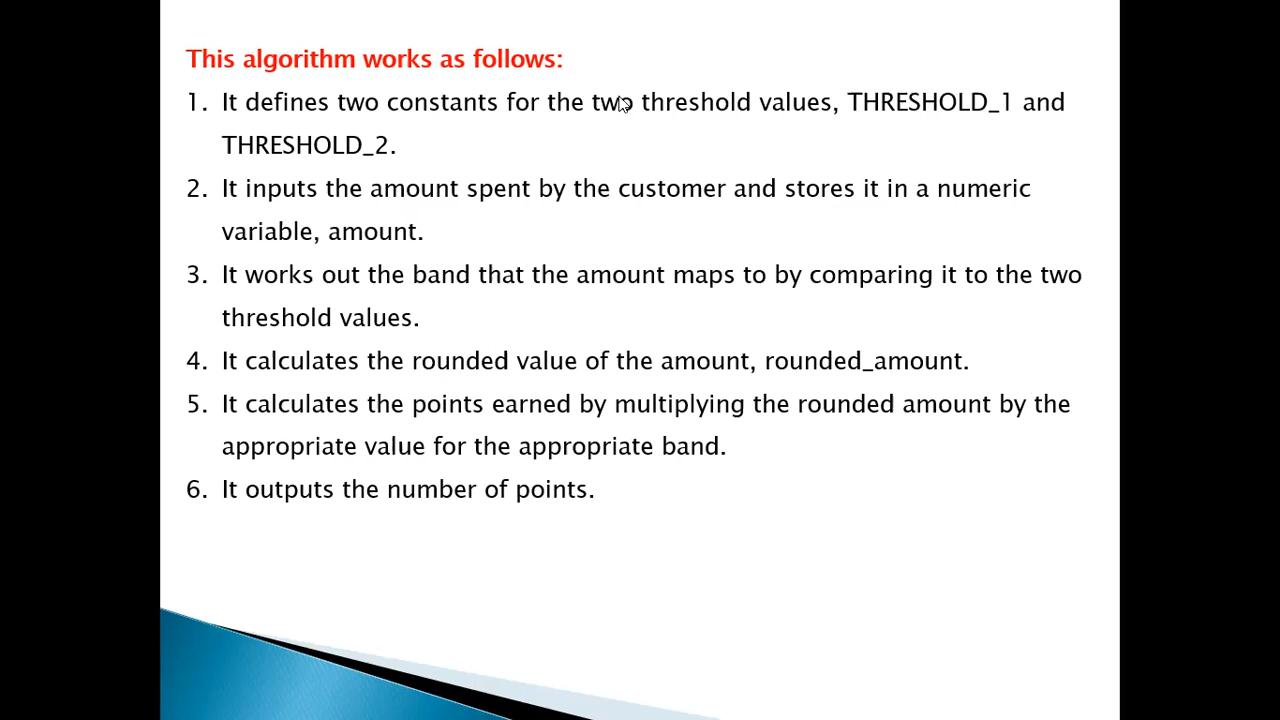 This algorithm works as follows:
1. It defines two constants for the two threshold values, THRESHOLD_1 and
THRESHOLD_2.
2. It inputs the amount spent by the customer and stores it in a numeric
variable, amount.
3. It works out the band that the amount maps to by comparing it to the two
threshold values.
4. It calculates the rounded value of the amount, rounded_amount.
5. It calculates the points earned by multiplying the rounded amount by the
appropriate value for the appropriate band.
6. It outputs the number of points.